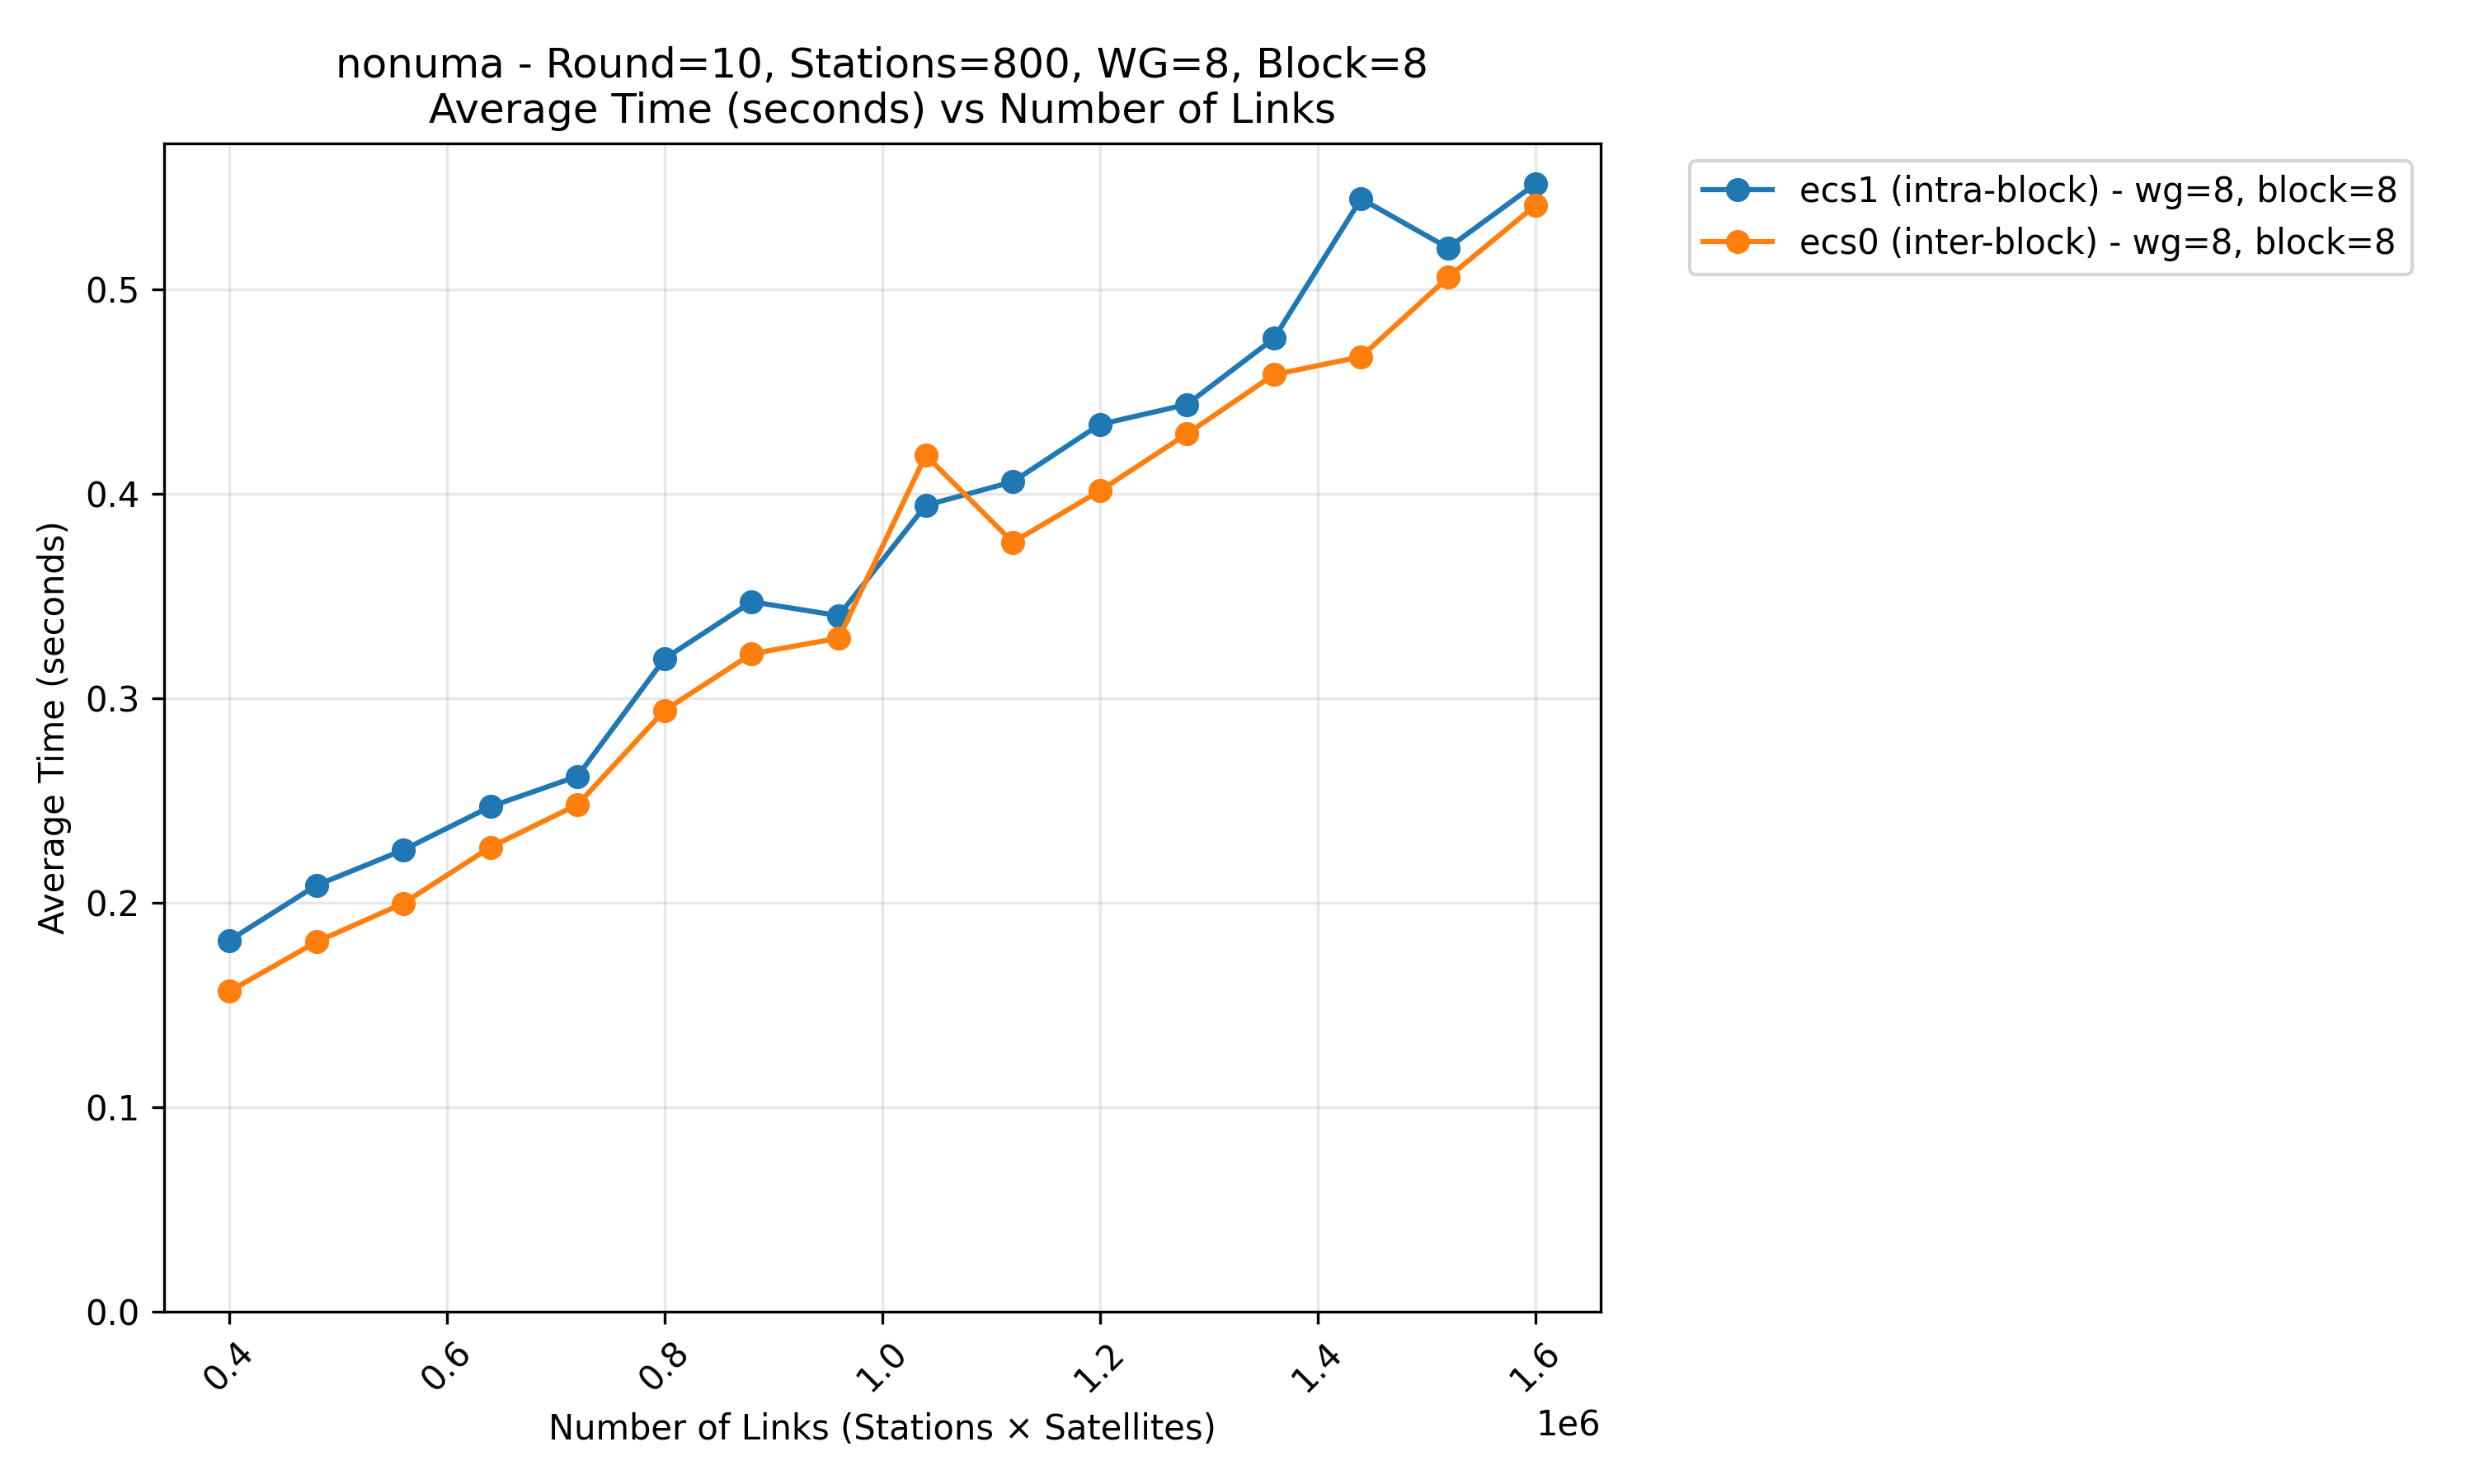 nonuma - Round=10, Stations=800, WG=8, Block=8
Average Time (seconds) vs Number of Links
ecs1 (intra-block) - wg=8, block=8
ecs0 (inter-block) - wg=8, block=8
Average Time (seconds)
0.5
0.4
0.3
0.2
0.1
0.0
0.4 0.6 0.8 1.0 1.2 1.4 1.6
1e6
Number of Links (Stations × Satellites)